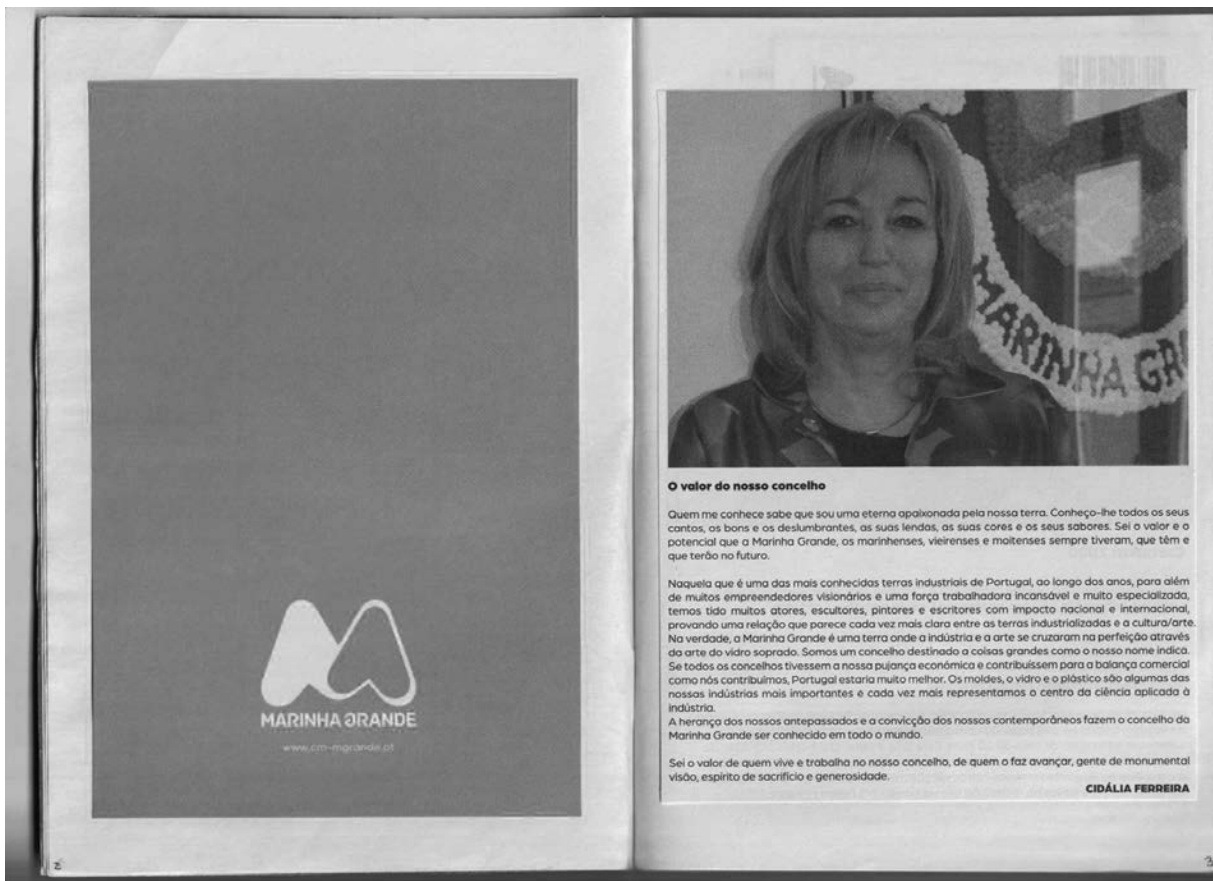 MARINHA GRANDE
www.cm-mgrande.pt
2
MARINHA GR
O valor do nosso concelho
Quem me conhece sabe que sou uma eterna apaixonada pela nossa terra. Conheço-lhe todos os seus
cantos, os bons e os deslumbrantes, as suas lendas, as suas cores e os seus sabores. Sei o valor e o
potencial que a Marinha Grande, os marinhenses, vieirenses e moitenses sempre tiveram, que têm e
que terão no futuro.
Naquela que é uma das mais conhecidas terras industriais de Portugal, ao longo dos anos, para além
de muitos empreendedores visionários e uma força trabalhadora incansável e muito especializada,
temos tido muitos atores, escultores, pintores e escritores com impacto nacional e internacional,
provando uma relação que parece cada vez mais clara entre as terras industrializadas e a cultura/arte.
Na verdade, a Marinha Grande é uma terra onde a indústria e a arte se cruzaram na perfeição através
da arte do vidro soprado. Somos um concelho destinado a coisas grandes como o nosso nome indica.
Se todos os concelhos tivessem a nossa pujança económica e contribuíssem para a balança comercial
como nós contribuímos, Portugal estaria muito melhor. Os moldes, o vidro e o plástico são algumas das
nossas indústrias mais importantes e cada vez mais representamos o centro da ciência aplicada à
indústria.
A herança dos nossos antepassados e a convicção dos nossos contemporâneos fazem o concelho da
Marinha Grande ser conhecido em todo o mundo.
Sei o valor de quem vive e trabalha no nosso concelho, de quem o faz avançar, gente de monumental
visão, espírito de sacrifício e generosidade.
CIDÁLIA FERREIRA
3